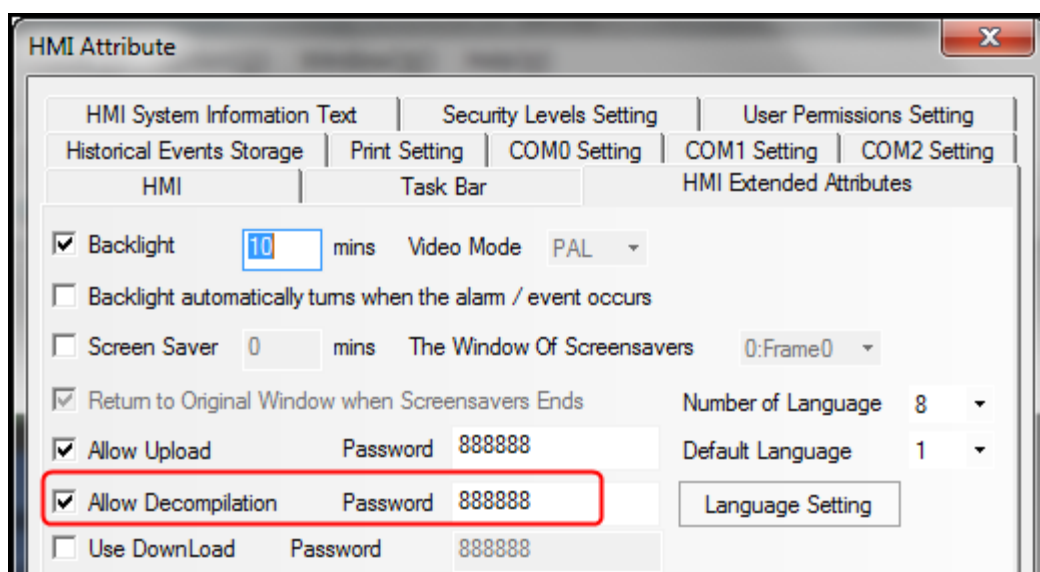 HMI Attribute
HMI System Information Text Security Levels Setting User Permissions Setting
Historical Events Storage Print Setting COM0 Setting COM1 Setting COM2 Setting
HMI Task Bar HMI Extended Attributes
Backlight 10 mins Video Mode PAL
Backlight automatically turns when the alarm / event occurs
Screen Saver 0 mins The Window Of Screensavers 0:Frame0
Return to Original Window when Screensavers Ends Number of Language 8
Allow Upload Password 888888 Default Language 1
Allow Decompilation Password 888888 Language Setting
Use DownLoad Password 888888